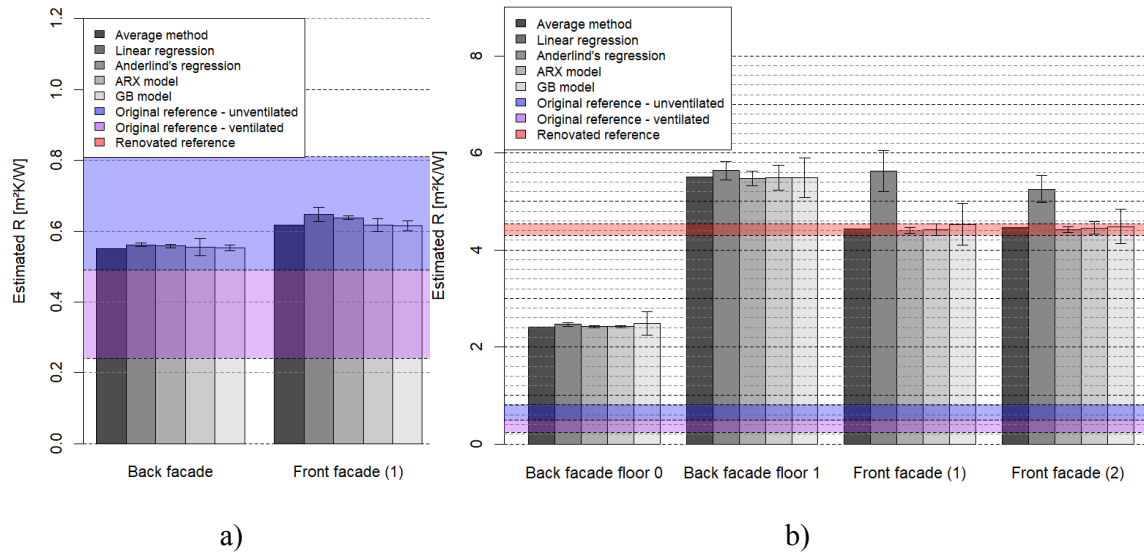 Estimated R [m²K/W]
0.0
0.2
0.4
0.6
0.8
1.0
1.2
Average method
Linear regression
Anderlind's regression
ARX model
GB model
Original reference - unventilated
Original reference - ventilated
Renovated reference
Back facade
Front facade (1)
a)
Estimated R [m²K/W]
0
2
4
6
8
Average method
Linear regression
Anderlind's regression
ARX model
GB model
Original reference - unventilated
Original reference - ventilated
Renovated reference
Back facade floor 0
Back facade floor 1
Front facade (1)
Front facade (2)
b)